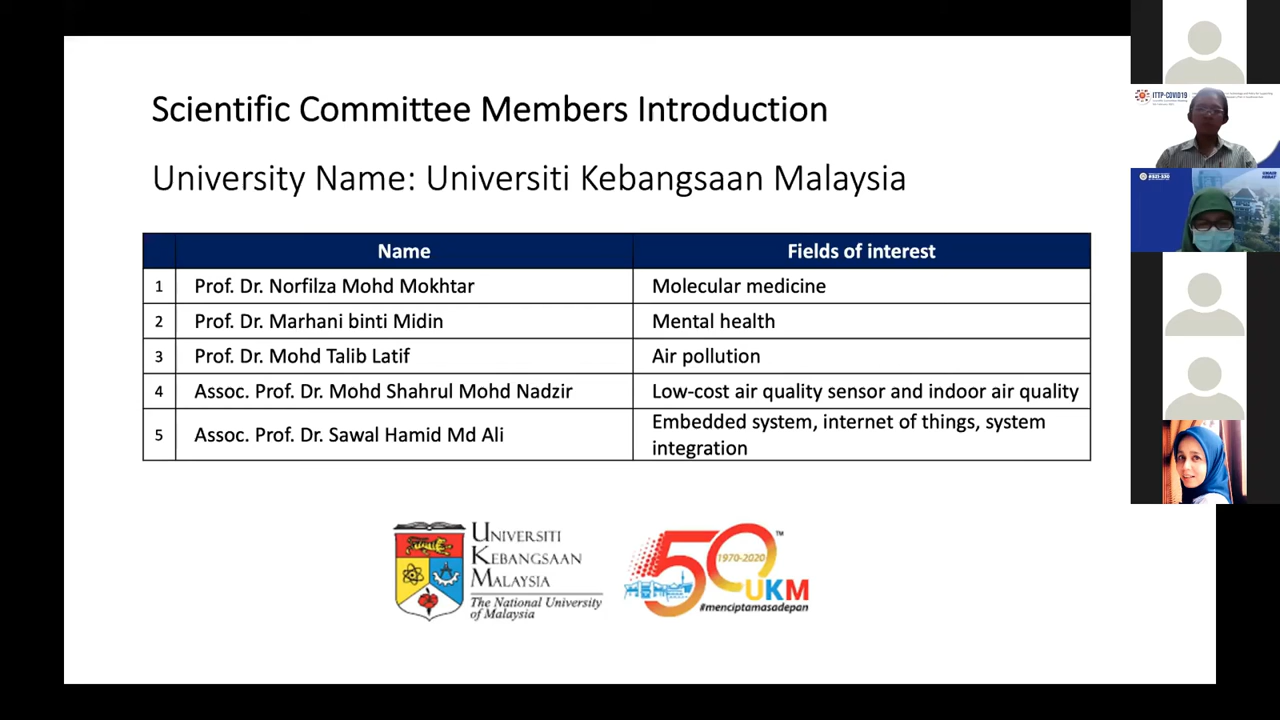 Scientific Committee Members Introduction
University Name: Universiti Kebangsaan Malaysia
Name Fields of interest
1 Prof. Dr. Norfilza Mohd Mokhtar Molecular medicine
2 Prof. Dr. Marhani binti Midin Mental health
3 Prof. Dr. Mohd Talib Latif Air pollution
4 Assoc. Prof. Dr. Mohd Shahrul Mohd Nadzir Low-cost air quality sensor and indoor air quality
5 Assoc. Prof. Dr. Sawal Hamid Md Ali Embedded system, internet of things, system
integration
UNIVERSITI
KEBANGSAAN
MALAYSIA
The National University
of Malaysia
50
1970-2020
UKM
TM
#menciptamasadepan
ITTP-COVID19